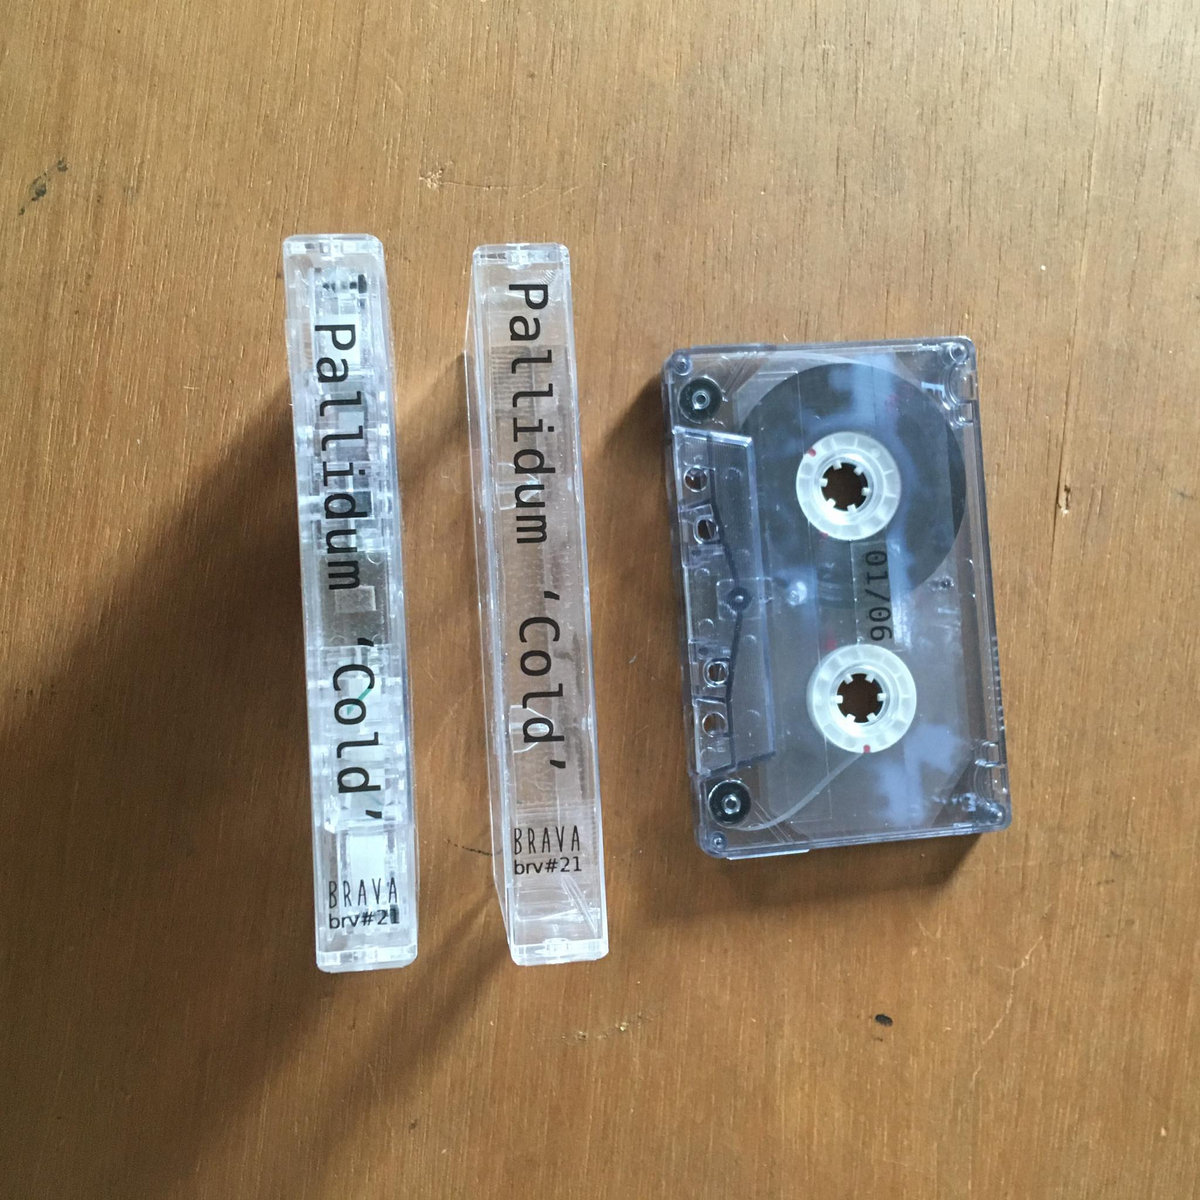 Pallidum ‘Cold’
BRAVA
brv#21
Pallidum ‘Cold’
BRAVA
brv#21
01/06